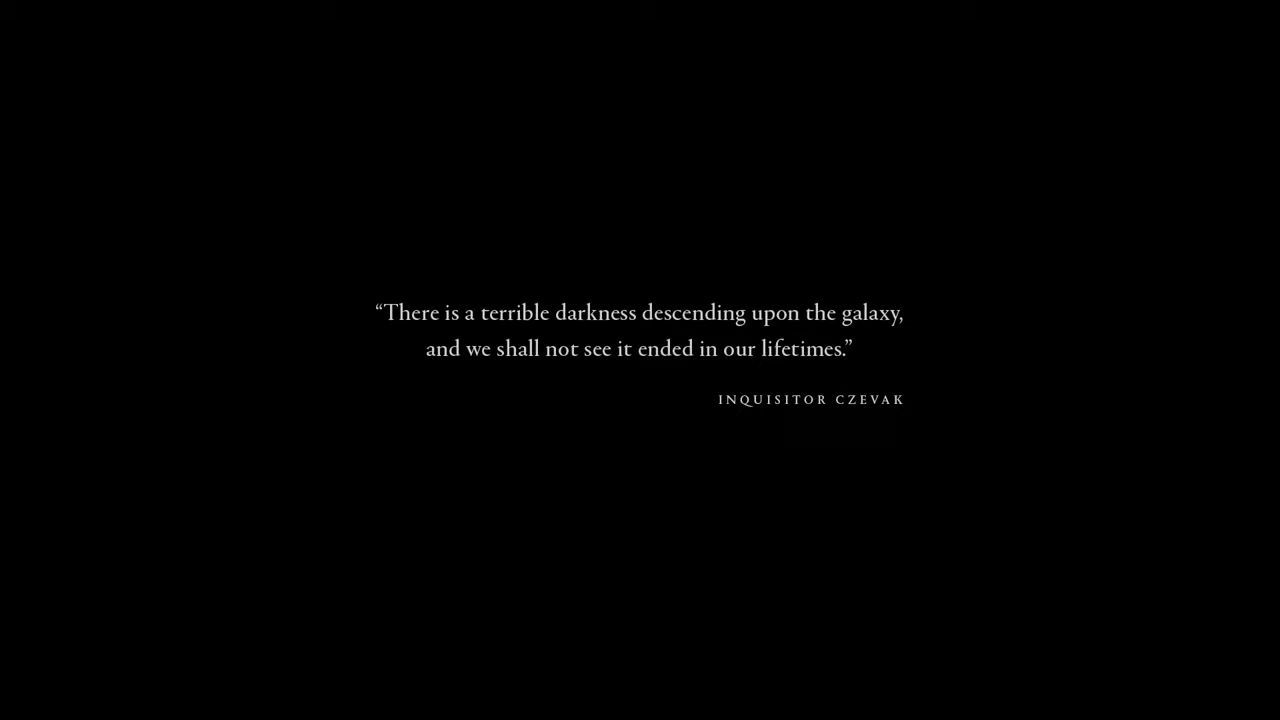 “There is a terrible darkness descending upon the galaxy,
and we shall not see it ended in our lifetimes.”
INQUISITOR CZEVAK